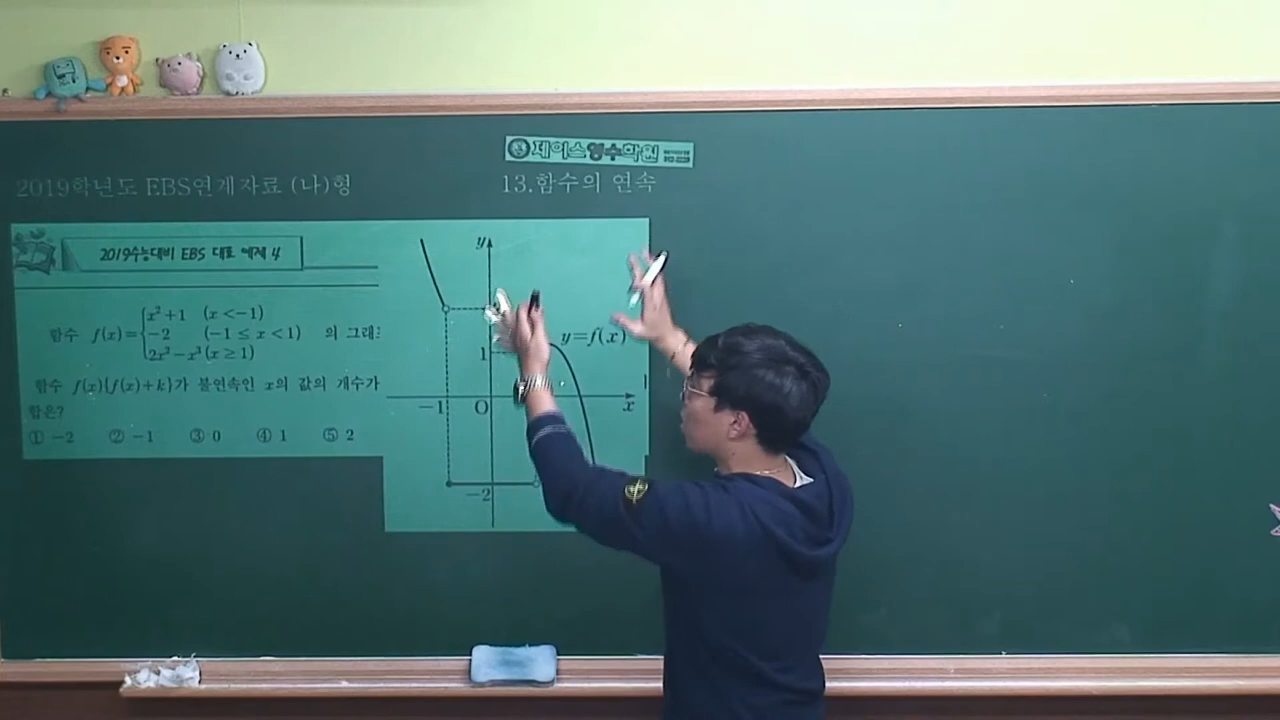 제이스영수학원
2019학년도 EBS연계자료 (나)형
13.함수의 연속
2019수능대비 EBS 대표 예제 4
함수 f(x)={x²+1 (x<-1)
-2 (-1≤x<1) 의 그래
2x²-x³(x≥1)
함수 f(x){f(x)+k}가 불연속인 x의 값의 개수가
합은?
① -2 ② -1 ③ 0 ④ 1 ⑤ 2
y
y=f(x)
1
-1 O x
-2